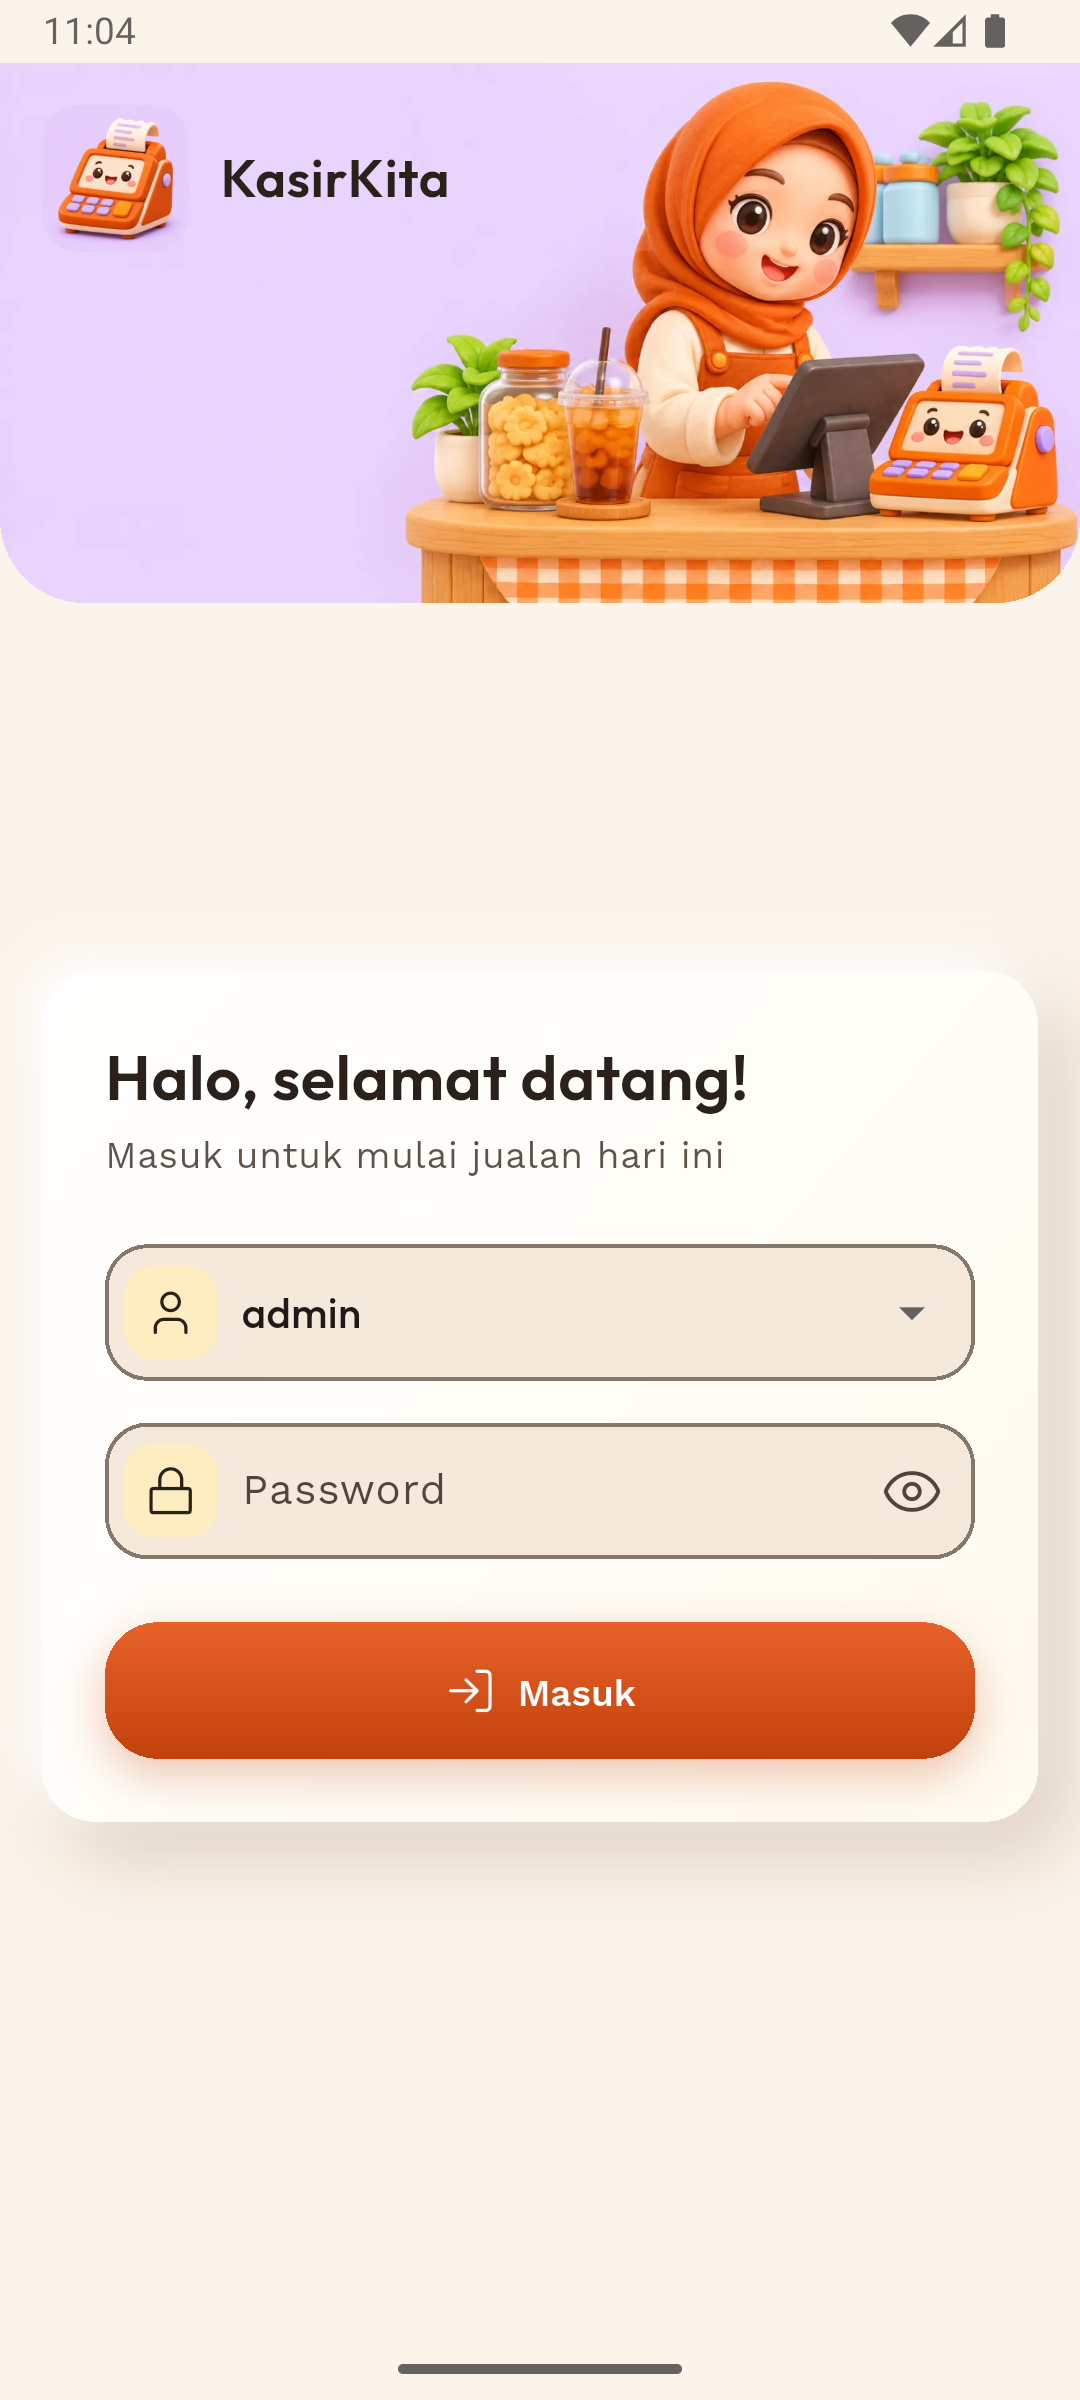 11:04
KasirKita
Halo, selamat datang!
Masuk untuk mulai jualan hari ini
admin
Password
Masuk